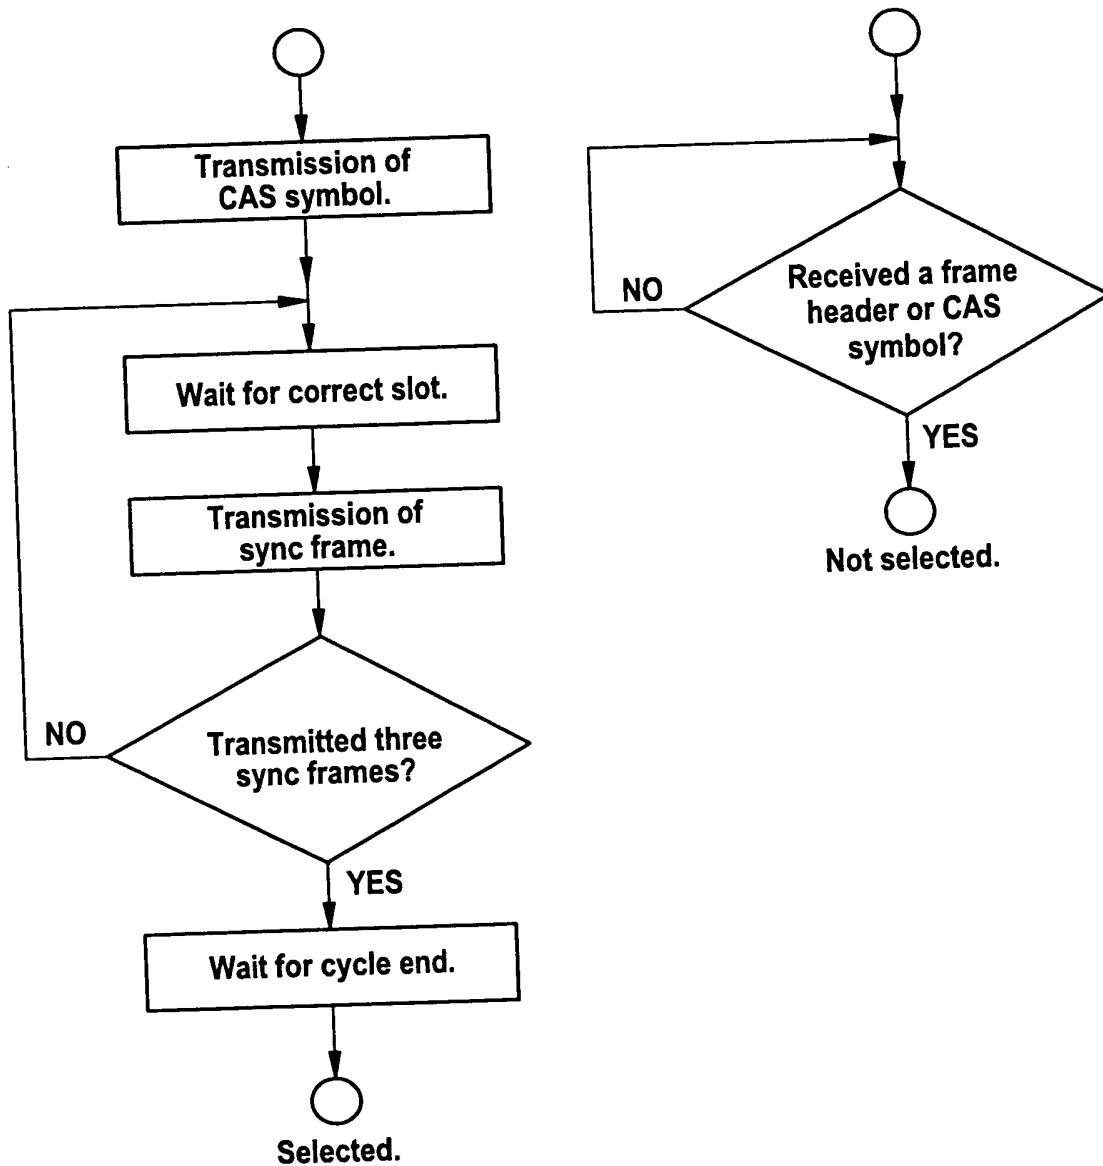 Transmission of
CAS symbol.
Wait for correct slot.
Transmission of
sync frame.
NO
Transmitted three
sync frames?
YES
Wait for cycle end.
Selected.
NO
Received a frame
header or CAS
symbol?
YES
Not selected.